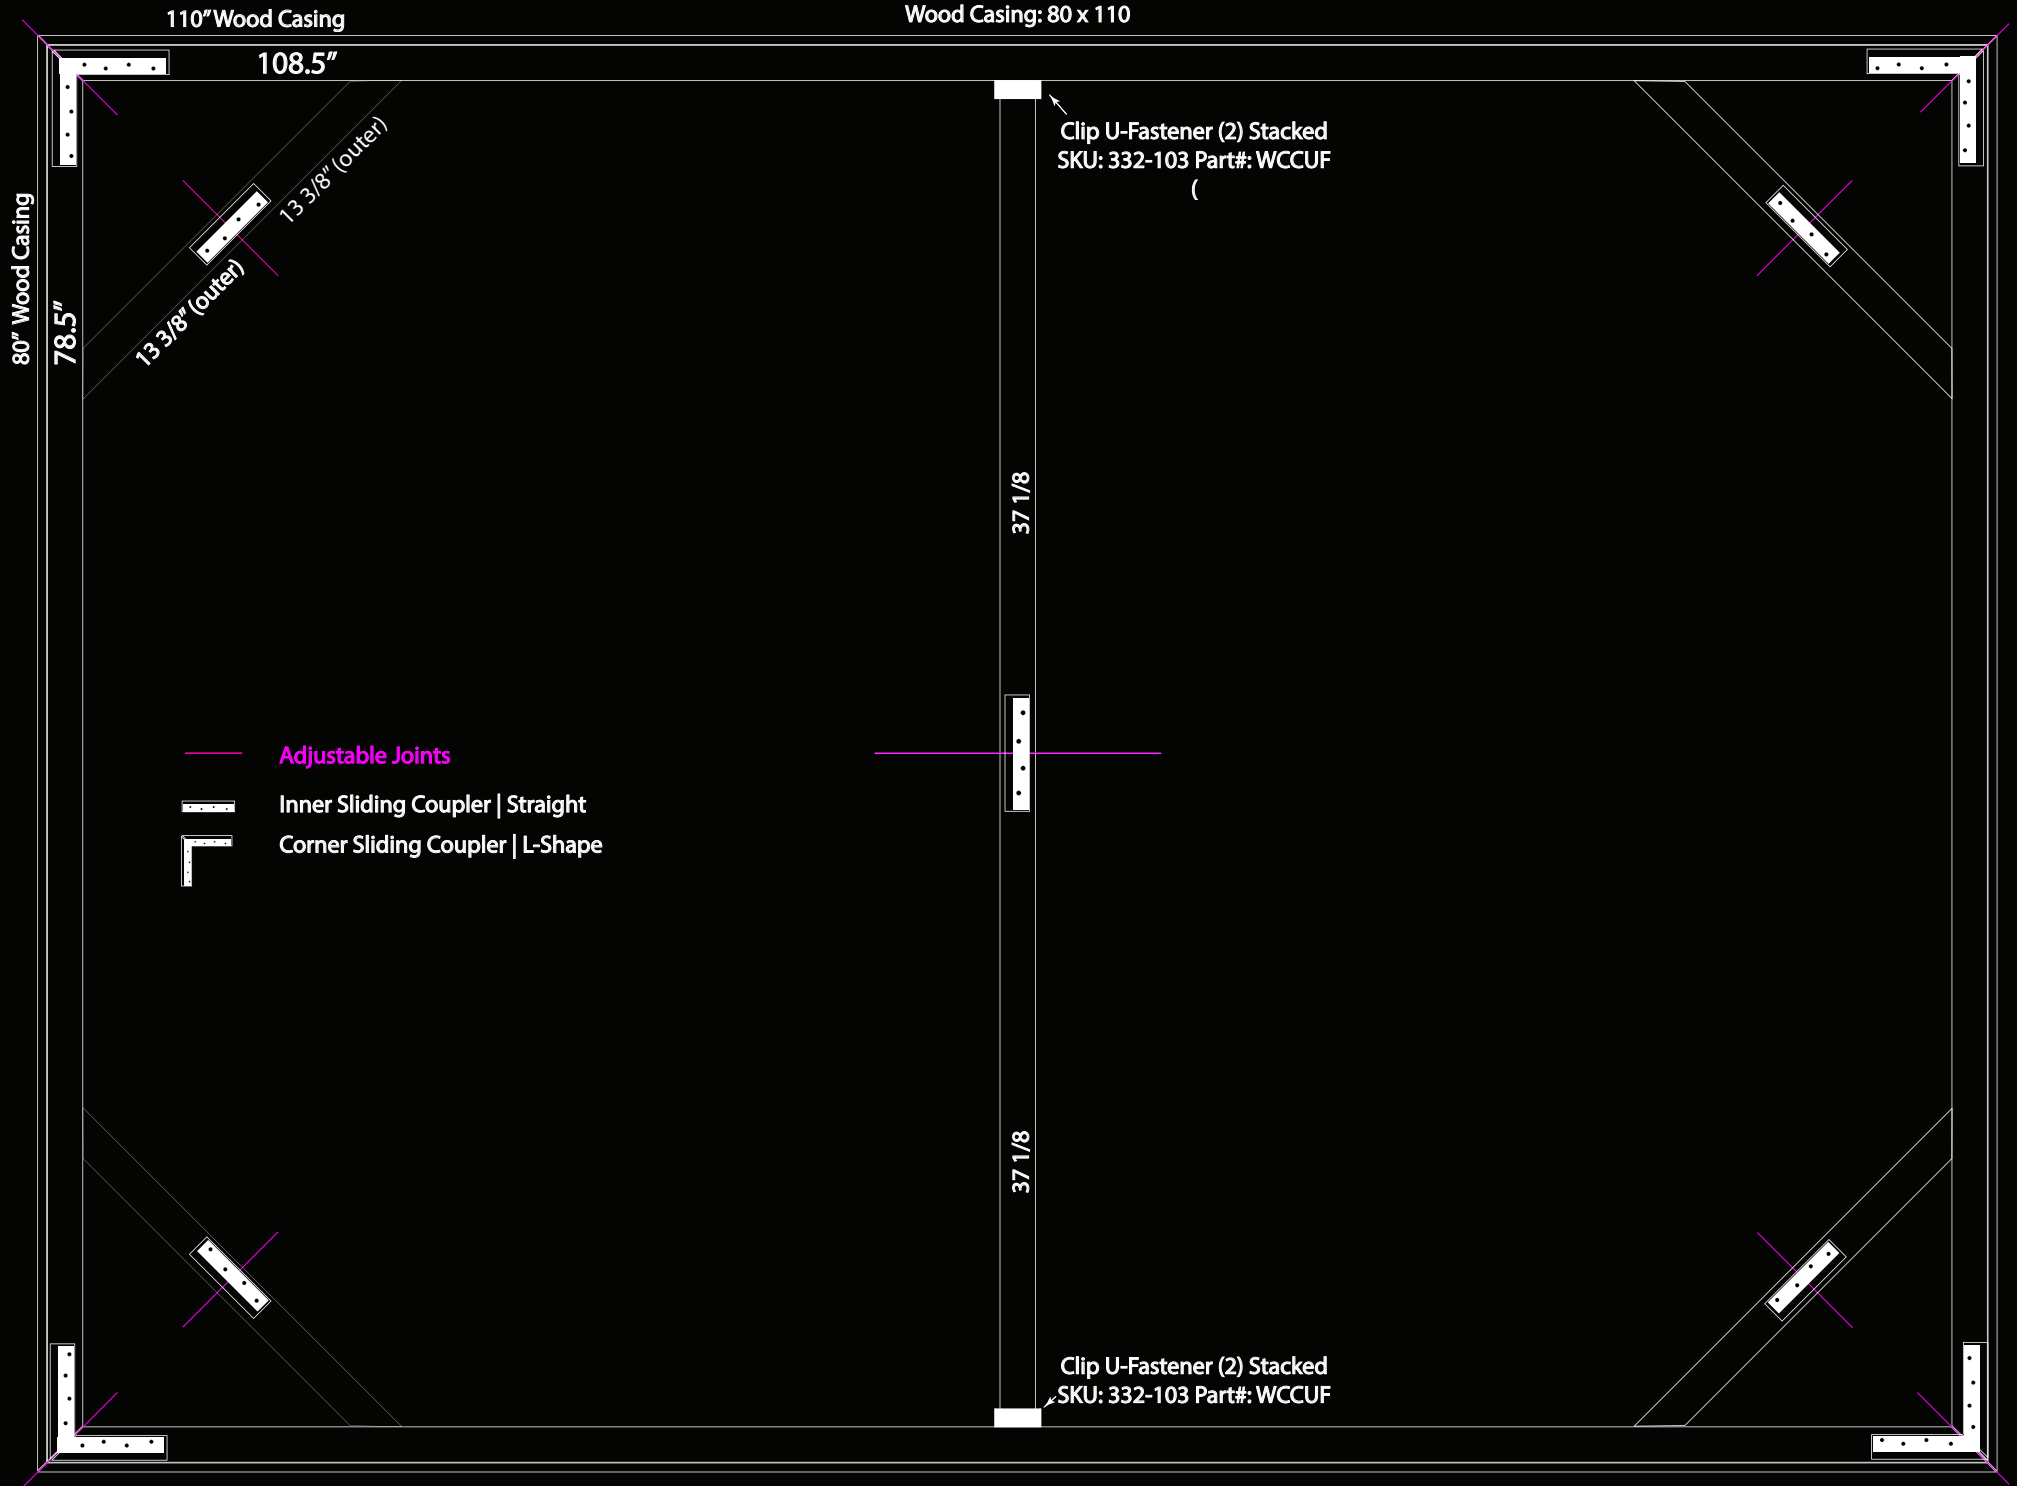 110” Wood Casing
Wood Casing: 80 x 110
108.5”
Clip U-Fastener (2) Stacked
SKU: 332-103 Part#: WCCUF
(
13 3/8” (outer)
13 3/8” (outer)
80” Wood Casing
78.5”
37 1/8
Adjustable Joints
Inner Sliding Coupler | Straight
Corner Sliding Coupler | L-Shape
37 1/8
Clip U-Fastener (2) Stacked
SKU: 332-103 Part#: WCCUF